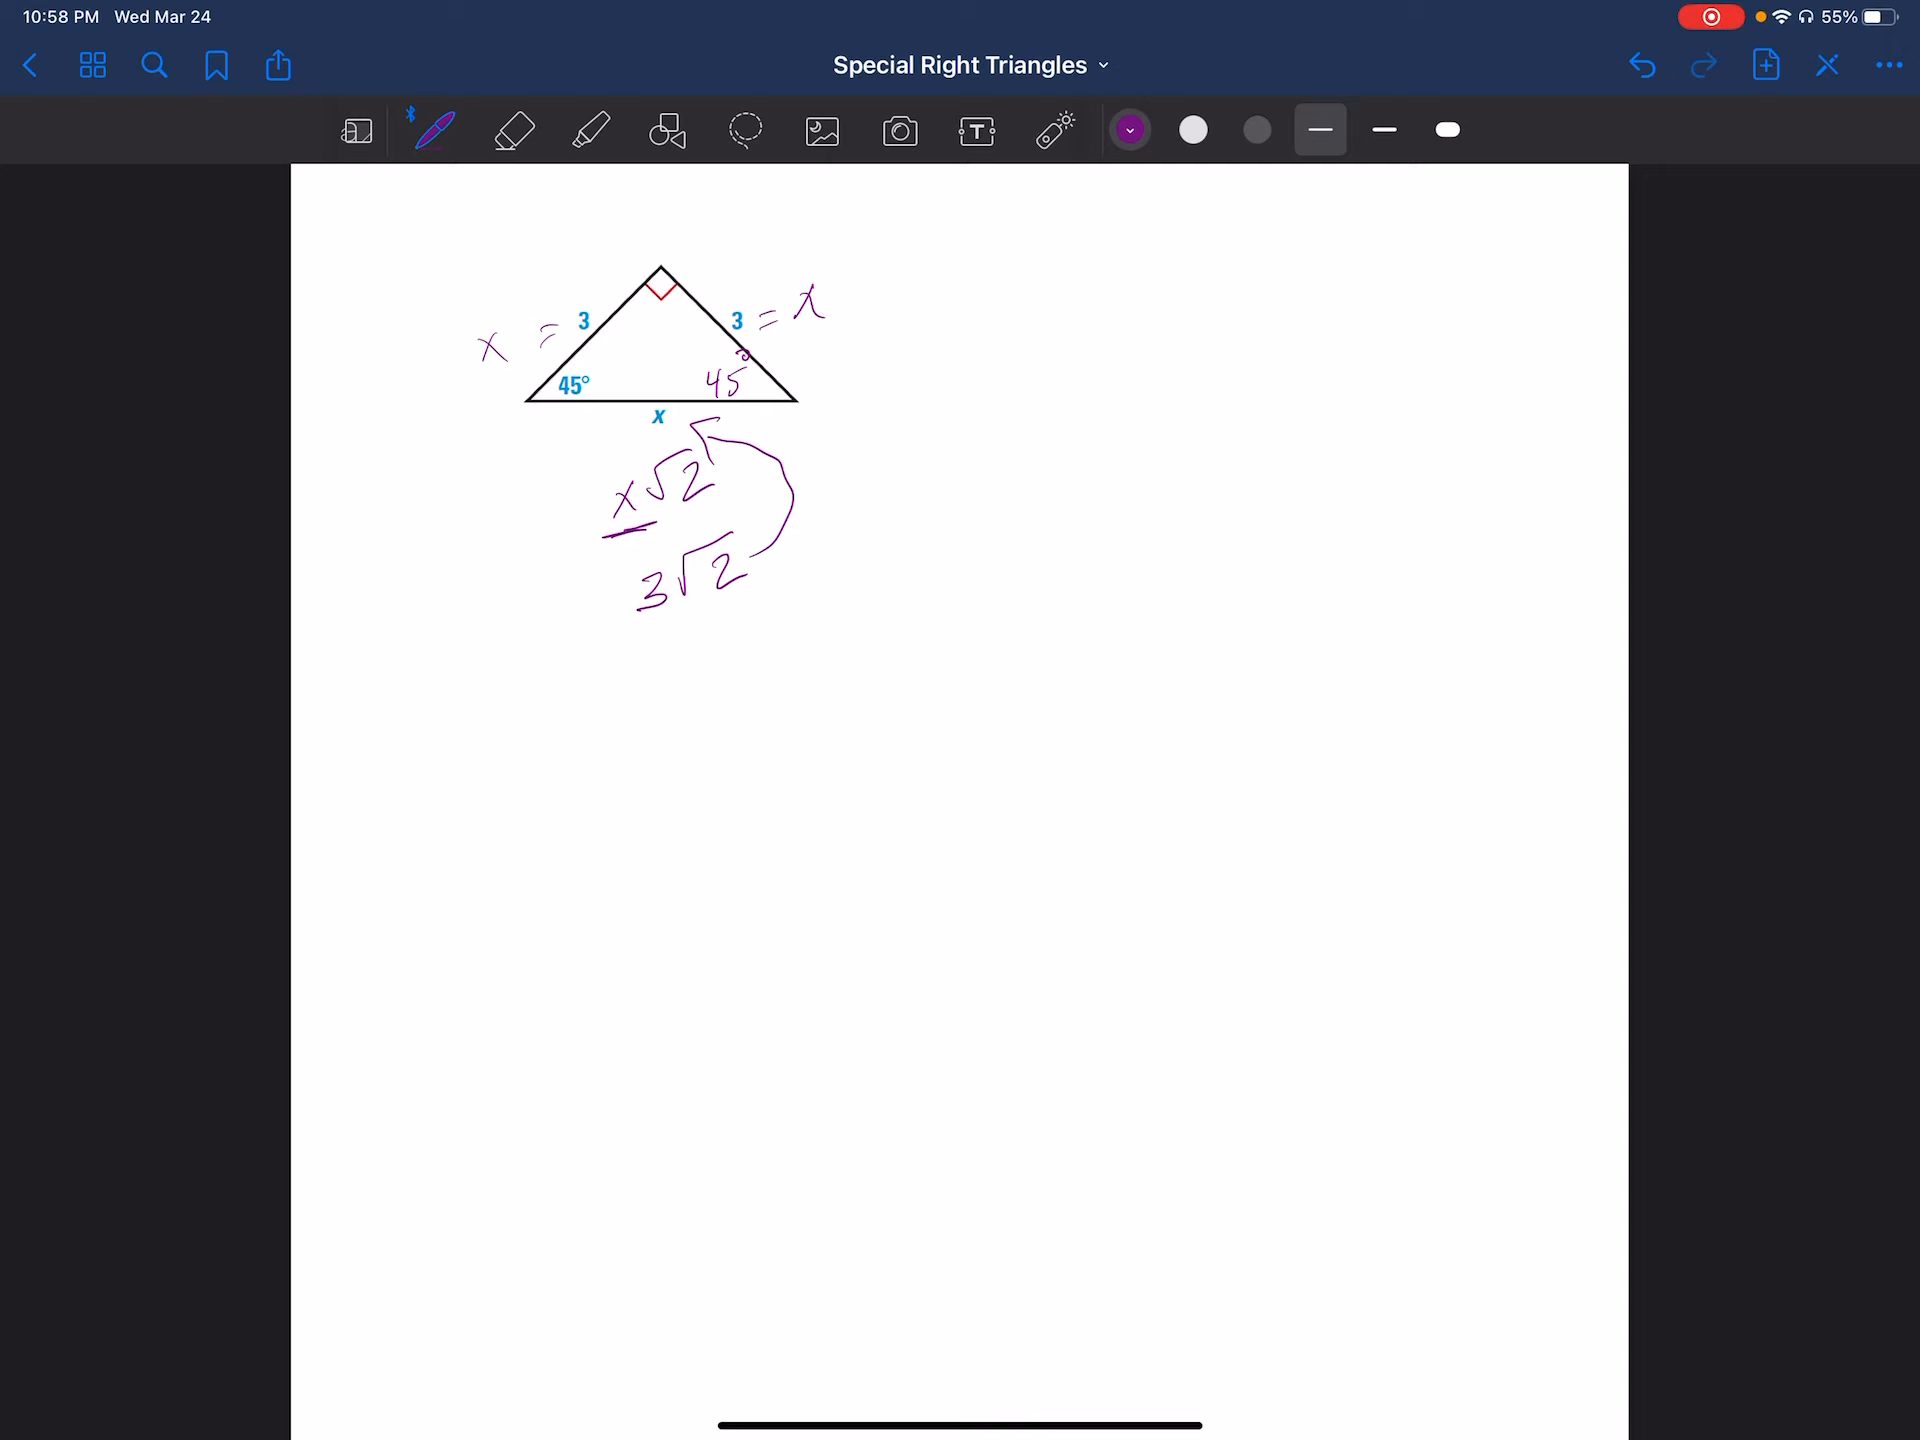 10:58 PM Wed Mar 24
55%
Special Right Triangles
T
x = 3
3 = x
45°
45°
x
x√2
3√2